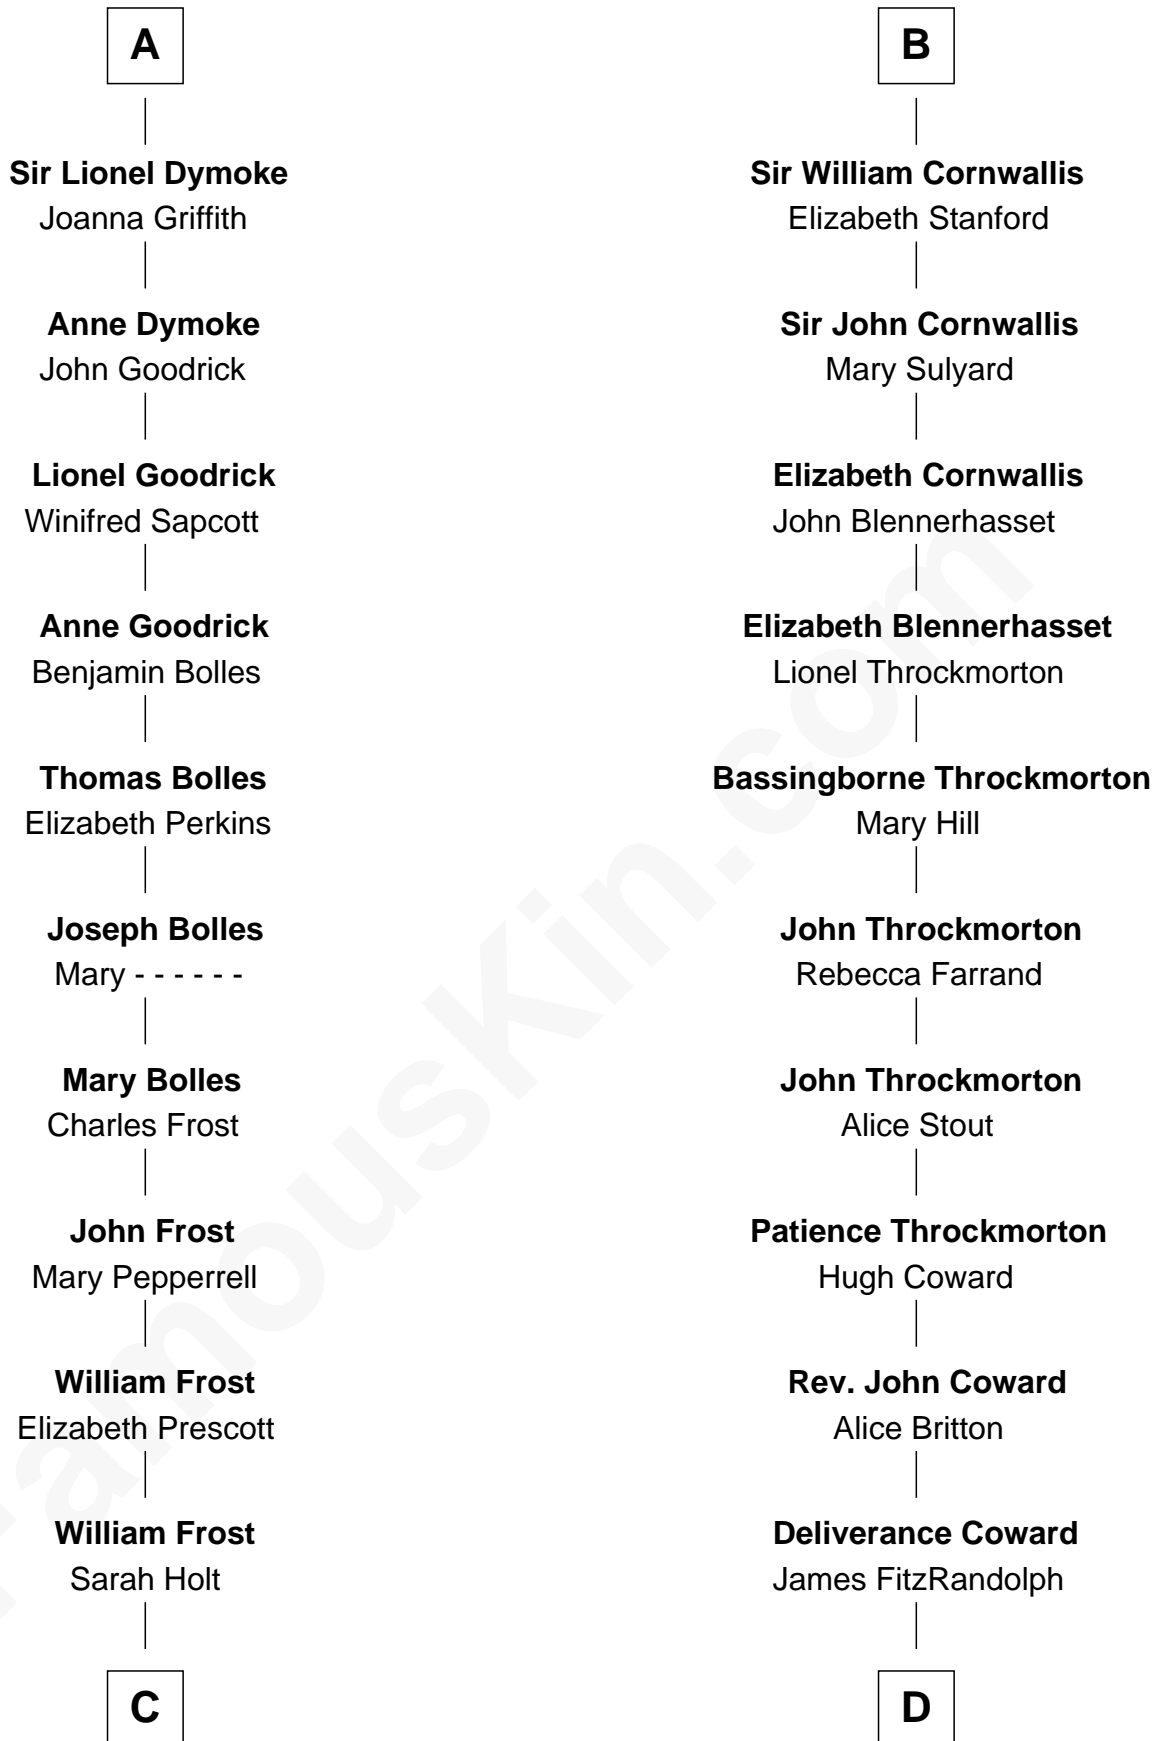 A
Sir Lionel Dymoke
Joanna Griffith
Anne Dymoke
John Goodrick
Lionel Goodrick
Winifred Sapcott
Anne Goodrick
Benjamin Bolles
Thomas Bolles
Elizabeth Perkins
Joseph Bolles
Mary - - - - - -
Mary Bolles
Charles Frost
John Frost
Mary Pepperrell
William Frost
Elizabeth Prescott
William Frost
Sarah Holt
C
B
Sir William Cornwallis
Elizabeth Stanford
Sir John Cornwallis
Mary Sulyard
Elizabeth Cornwallis
John Blennerhasset
Elizabeth Blennerhasset
Lionel Throckmorton
Bassingborne Throckmorton
Mary Hill
John Throckmorton
Rebecca Farrand
John Throckmorton
Alice Stout
Patience Throckmorton
Hugh Coward
Rev. John Coward
Alice Britton
Deliverance Coward
James FitzRandolph
D
FamousKin.com